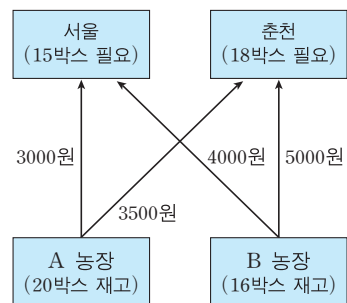 서울
(15박스 필요)
춘천
(18박스 필요)
3000원
4000원
5000원
3500원
A 농장
(20박스 재고)
B 농장
(16박스 재고)